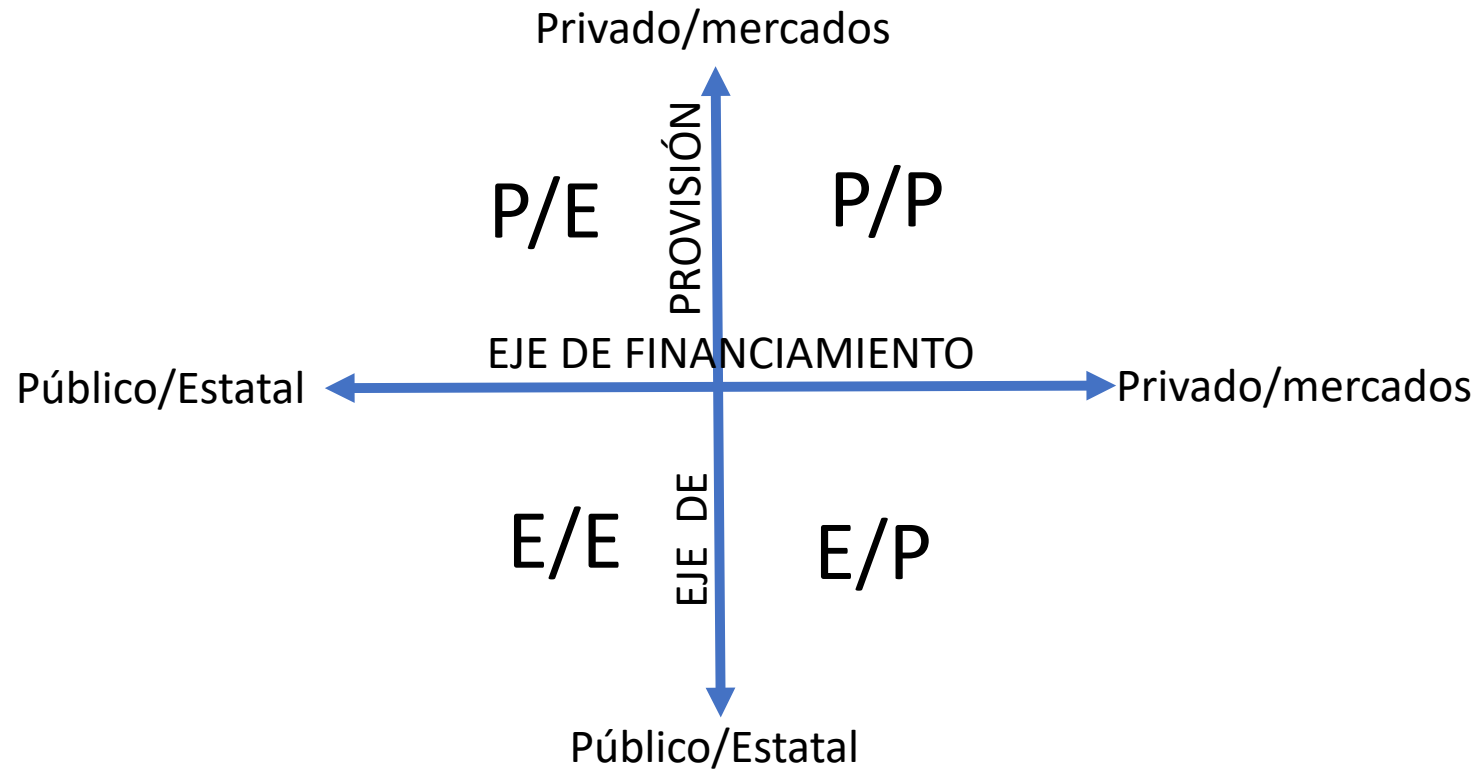 Privado/mercados
P/E
EJE DE PROVISIÓN
P/P
EJE DE FINANCIAMIENTO
Público/Estatal
Privado/mercados
E/E
E/P
Público/Estatal